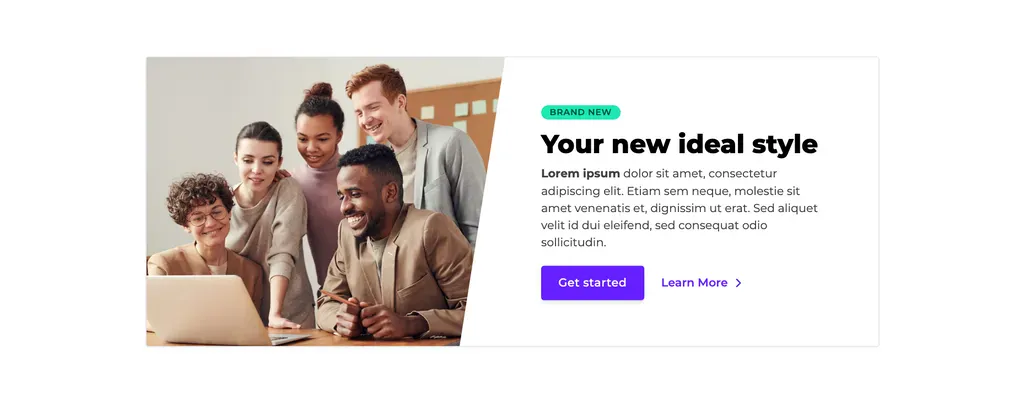 BRAND NEW
Your new ideal style
Lorem ipsum dolor sit amet, consectetur
adipiscing elit. Etiam sem neque, molestie sit
amet venenatis et, dignissim ut erat. Sed aliquet
velit id dui eleifend, sed consequat odio
sollicitudin.
Get started
Learn More